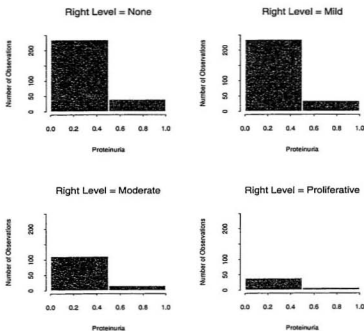 Right Level = None
Number of Observations
0 50 100 200
0.0 0.2 0.4 0.6 0.8 1.0
Proteinuria
Right Level = Mild
Number of Observations
0 50 100 200
0.0 0.2 0.4 0.6 0.8 1.0
Proteinuria
Right Level = Moderate
Number of Observations
0 50 100 200
0.0 0.2 0.4 0.6 0.8 1.0
Proteinuria
Right Level = Proliferative
Number of Observations
0 50 100 200
0.0 0.2 0.4 0.6 0.8 1.0
Proteinuria